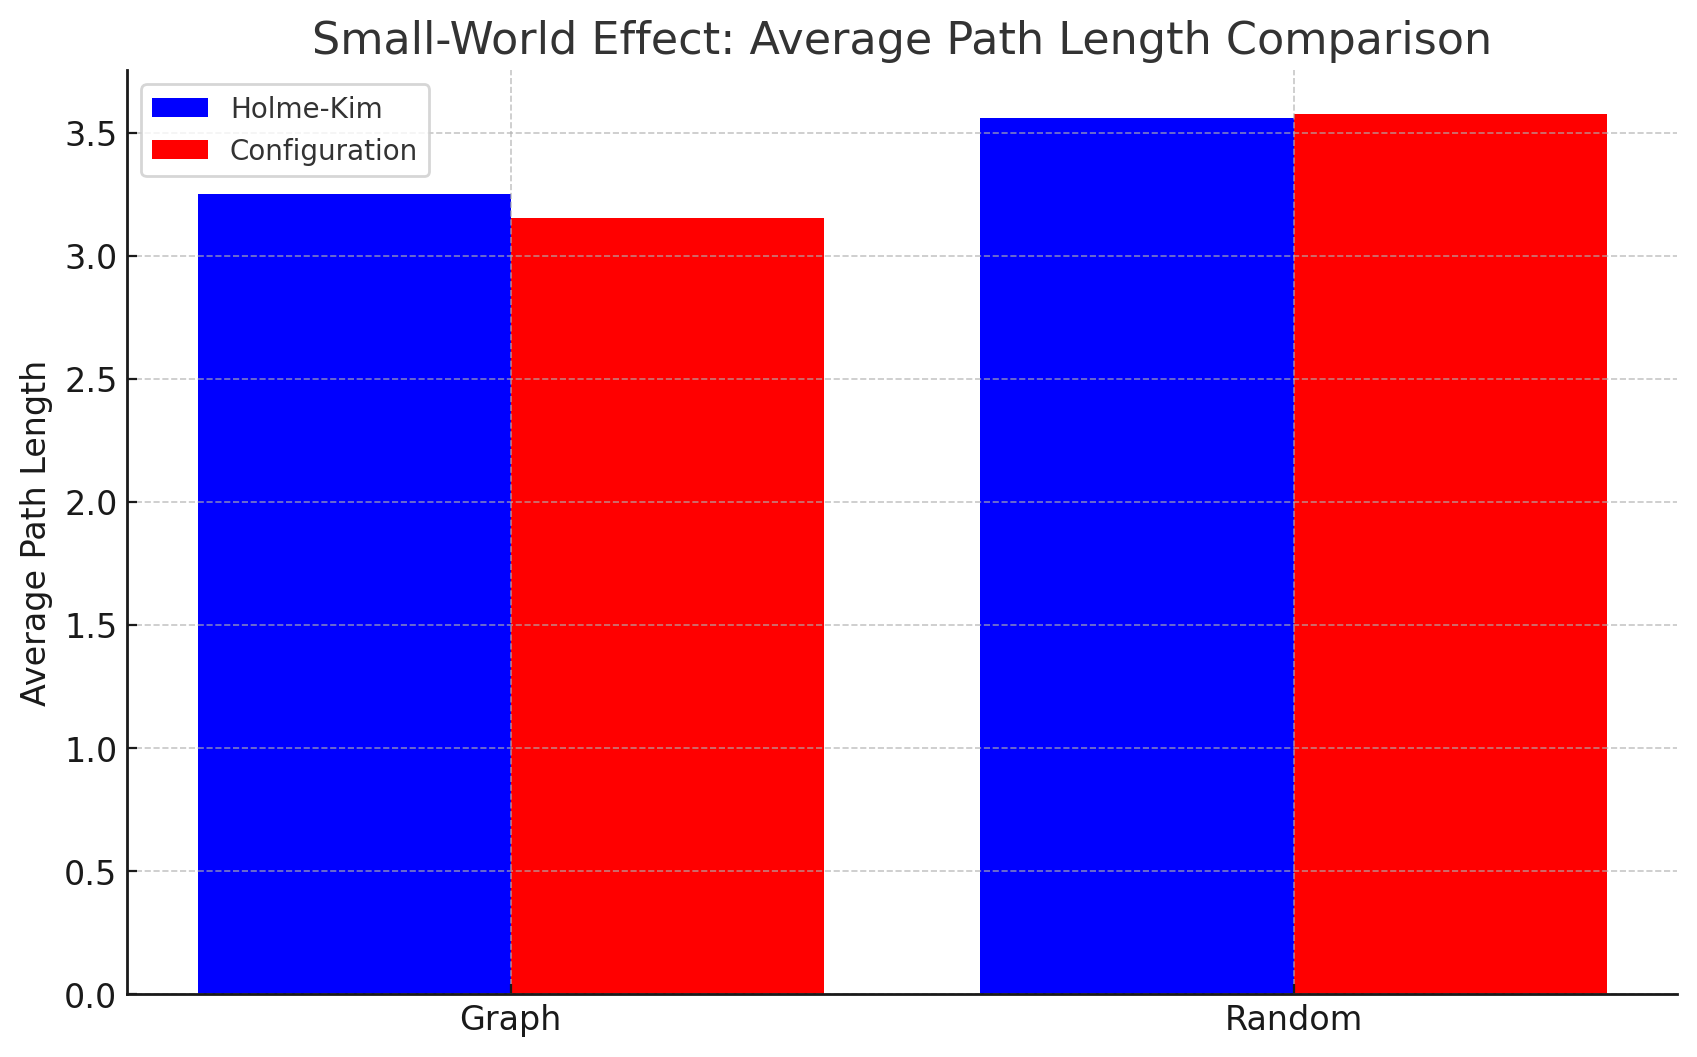 Small-World Effect: Average Path Length Comparison
Holme-Kim
Configuration
Average Path Length
3.5
3.0
2.5
2.0
1.5
1.0
0.5
0.0
Graph
Random